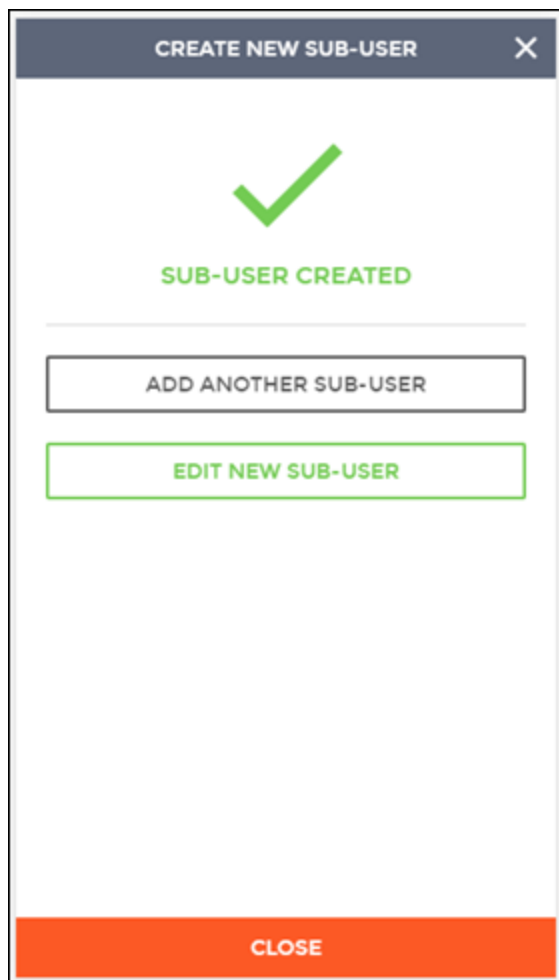 CREATE NEW SUB-USER
SUB-USER CREATED
ADD ANOTHER SUB-USER
EDIT NEW SUB-USER
CLOSE